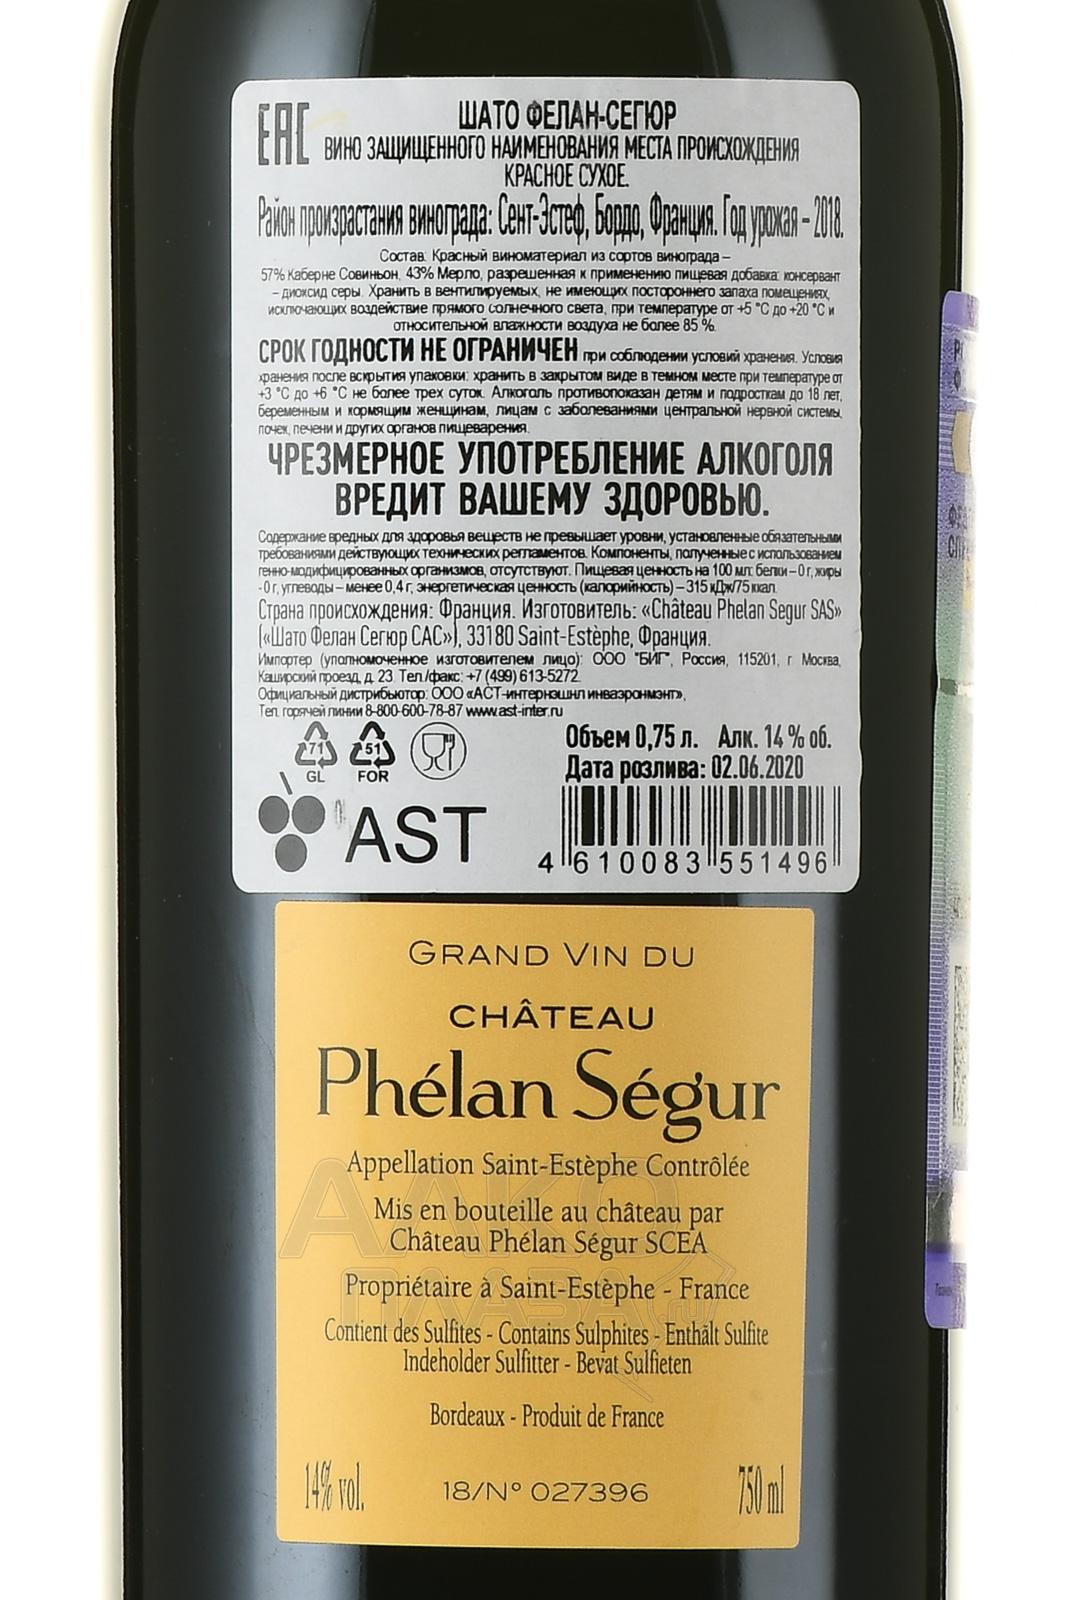 EAC
ШАТО ФЕЛАН-СЕГЮР
ВИНО ЗАЩИЩЕННОГО НАИМЕНОВАНИЯ МЕСТА ПРОИСХОЖДЕНИЯ
КРАСНОЕ СУХОЕ.
Район произрастания винограда: Сент-Эстеф, Бордо, Франция. Год урожая – 2018.
Состав: Красный виноматериал из сортов винограда –
57% Каберне Совиньон, 43% Мерло, разрешенная к применению пищевая добавка: консервант
– диоксид серы. Хранить в вентилируемых, не имеющих постороннего запаха помещениях,
исключающих воздействие прямого солнечного света, при температуре от +5 °C до +20 °C и
относительной влажности воздуха не более 85 %.
СРОК ГОДНОСТИ НЕ ОГРАНИЧЕН при соблюдении условий хранения. Условия
хранения после вскрытия упаковки: хранить в закрытом виде в темном месте при температуре от
+3 °C до +6 °C не более трех суток. Алкоголь противопоказан детям и подросткам до 18 лет,
беременным и кормящим женщинам, лицам с заболеваниями центральной нервной системы,
почек, печени и других органов пищеварения.
ЧРЕЗМЕРНОЕ УПОТРЕБЛЕНИЕ АЛКОГОЛЯ
ВРЕДИТ ВАШЕМУ ЗДОРОВЬЮ.
Содержание вредных для здоровья веществ не превышает уровни, установленные обязательными
требованиями действующих технических регламентов. Компоненты, полученные с использованием
генно-модифицированных организмов, отсутствуют. Пищевая ценность на 100 мл: белки – 0 г, жиры
- 0 г, углеводы – менее 0,4 г, энергетическая ценность (калорийность) – 315 кДж/75 ккал.
Страна происхождения: Франция. Изготовитель: «Château Phelan Segur SAS»
(«Шато Фелан Сегюр САС»), 33180 Saint-Estèphe, Франция.
Импортер (уполномоченное изготовителем лицо): ООО "БИГ", Россия, 115201, г. Москва,
Каширский проезд, д. 23. Тел./факс: +7 (499) 613-5272.
Официальный дистрибьютор: ООО «АСТ-интернэшнл инваэронмэнт»,
Тел. горячей линии 8-800-600-78-87 www.ast-inter.ru
71
GL
51
FOR
Объем 0,75 л. Алк. 14 % об.
Дата розлива: 02.06.2020
AST
4 610083 551496
GRAND VIN DU
CHÂTEAU
Phélan Ségur
Appellation Saint-Estèphe Contrôlée
Mis en bouteille au château par
Château Phélan Ségur SCEA
Propriétaire à Saint-Estèphe - France
Contient des Sulfites - Contains Sulphites - Enthält Sulfite
Indeholder Sulfitter - Bevat Sulfieten
Bordeaux - Produit de France
14% vol.
18/N° 027396
750 ml